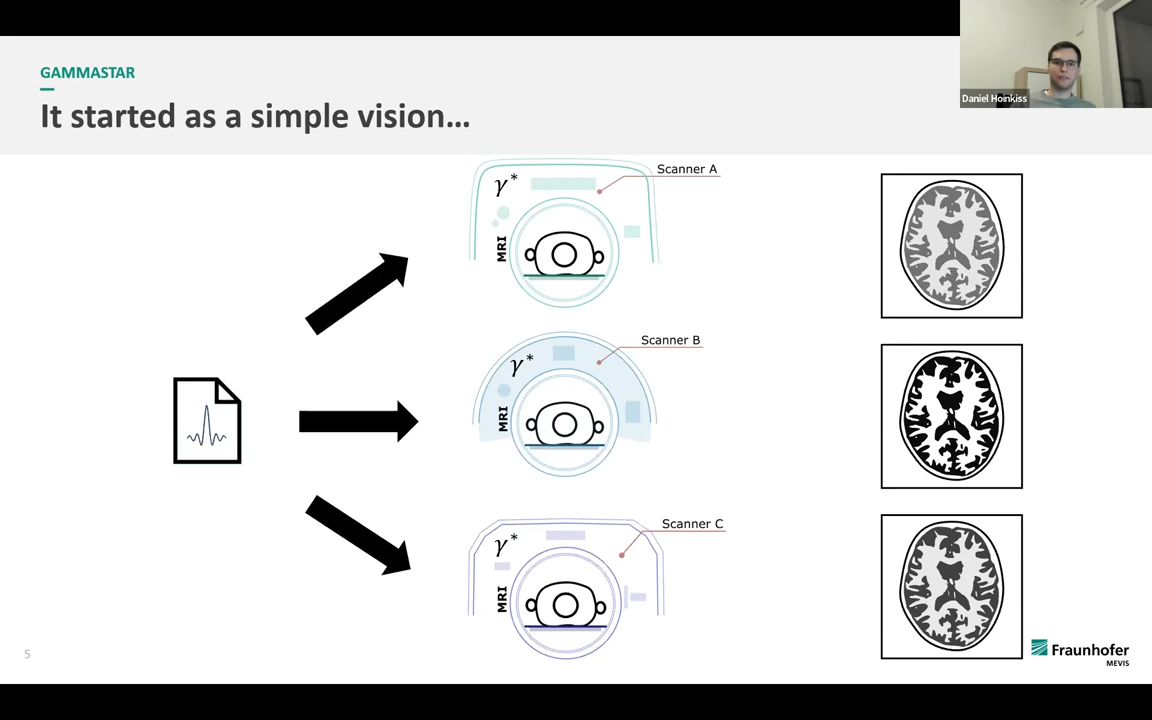 GAMMASTAR
It started as a simple vision…
Daniel Hoinkiss
Scanner A
γ*
MRI
Scanner B
γ*
MRI
Scanner C
γ*
MRI
5
Fraunhofer
MEVIS